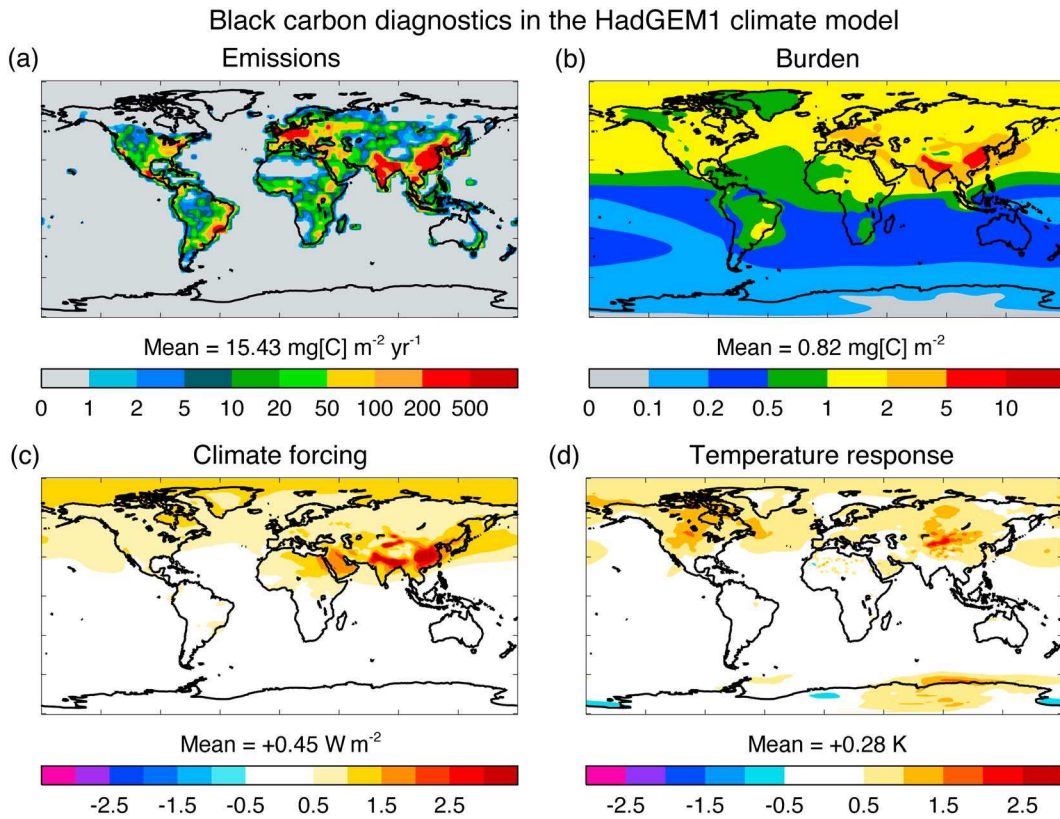 Black carbon diagnostics in the HadGEM1 climate model
(a) Emissions
(b) Burden
Mean = 15.43 mg[C] m⁻² yr⁻¹
0 1 2 5 10 20 50 100 200 500
Mean = 0.82 mg[C] m⁻²
0 0.1 0.2 0.5 1 2 5 10
(c) Climate forcing
(d) Temperature response
Mean = +0.45 W m⁻²
-2.5 -1.5 -0.5 0.5 1.5 2.5
Mean = +0.28 K
-2.5 -1.5 -0.5 0.5 1.5 2.5